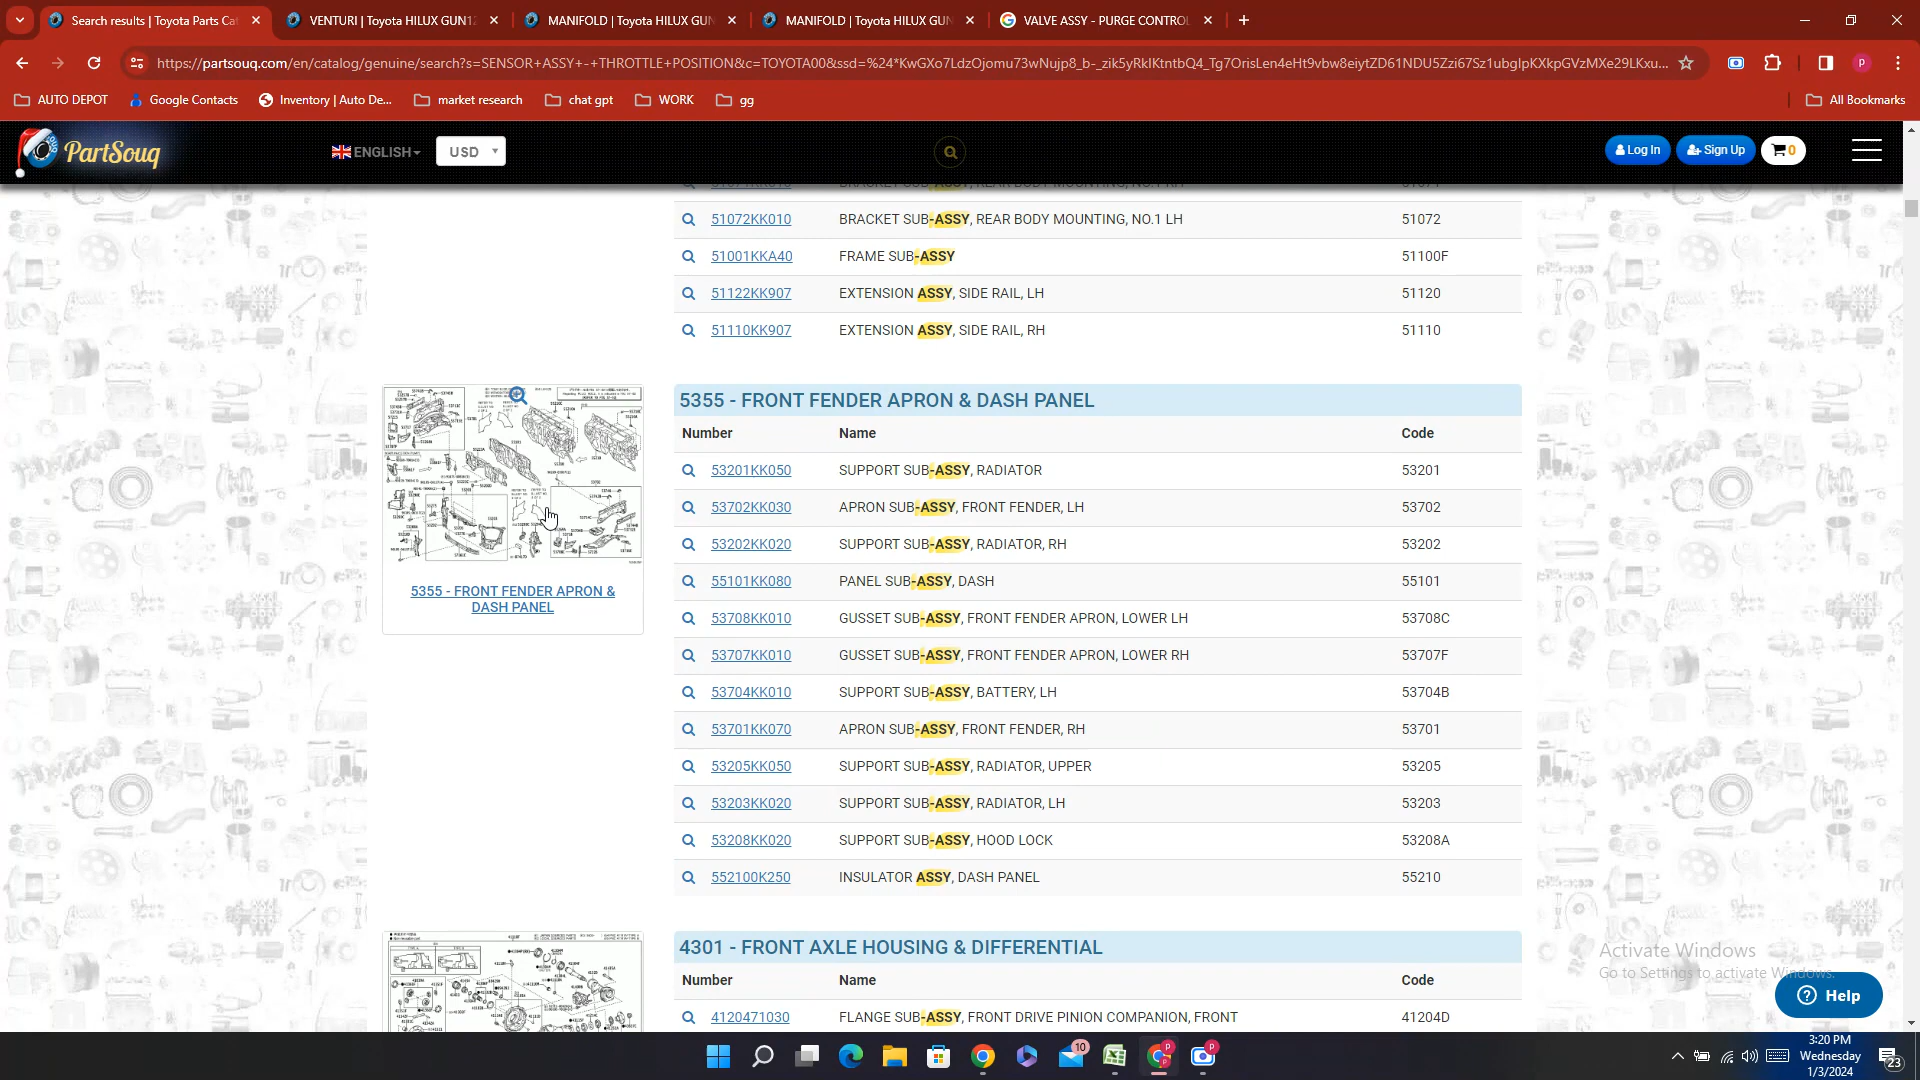 Search results | Toyota Parts Cat
VENTURI | Toyota HILUX GUN12
MANIFOLD | Toyota HILUX GUN
MANIFOLD | Toyota HILUX GUN
VALVE ASSY - PURGE CONTROL
https://partsouq.com/en/catalog/genuine/search?s=SENSOR+ASSY+-+THROTTLE+POSITION&c=TOYOTA00&ssd=%24*KwGXo7LdzOjomu73wNujp8_b-_zik5yRkIKtntbQ4_Tg7OrisLen4eHt9vbw8eiytZD61NDU5Zzi67Sz1ubgIpKXkpGVzMXe29LKxu...
AUTO DEPOT
Google Contacts
Inventory | Auto De...
market research
chat gpt
WORK
gg
All Bookmarks
PartSouq
ENGLISH
USD
Log In
Sign Up
0
51072KK010 BRACKET SUB-ASSY, REAR BODY MOUNTING, NO.1 LH 51072
51001KKA40 FRAME SUB-ASSY 51100F
51122KK907 EXTENSION ASSY, SIDE RAIL, LH 51120
51110KK907 EXTENSION ASSY, SIDE RAIL, RH 51110
5355 - FRONT FENDER APRON &
DASH PANEL
5355 - FRONT FENDER APRON & DASH PANEL
Number Name Code
53201KK050 SUPPORT SUB-ASSY, RADIATOR 53201
53702KK030 APRON SUB-ASSY, FRONT FENDER, LH 53702
53202KK020 SUPPORT SUB-ASSY, RADIATOR, RH 53202
55101KK080 PANEL SUB-ASSY, DASH 55101
53708KK010 GUSSET SUB-ASSY, FRONT FENDER APRON, LOWER LH 53708C
53707KK010 GUSSET SUB-ASSY, FRONT FENDER APRON, LOWER RH 53707F
53704KK010 SUPPORT SUB-ASSY, BATTERY, LH 53704B
53701KK070 APRON SUB-ASSY, FRONT FENDER, RH 53701
53205KK050 SUPPORT SUB-ASSY, RADIATOR, UPPER 53205
53203KK020 SUPPORT SUB-ASSY, RADIATOR, LH 53203
53208KK020 SUPPORT SUB-ASSY, HOOD LOCK 53208A
552100K250 INSULATOR ASSY, DASH PANEL 55210
4301 - FRONT AXLE HOUSING & DIFFERENTIAL
Number Name Code
4120471030 FLANGE SUB-ASSY, FRONT DRIVE PINION COMPANION, FRONT 41204D
Activate Windows
Go to Settings to activate Windows.
Help
10
3:20 PM
Wednesday
1/3/2024
23